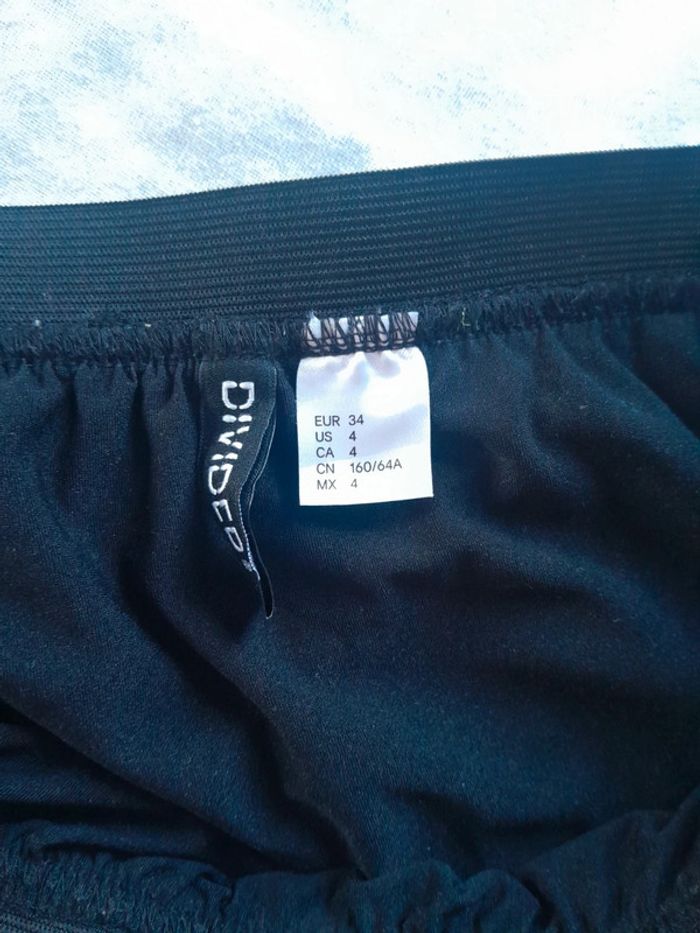 DIVIDED
EUR 34
US 4
CA 4
CN 160/64A
MX 4